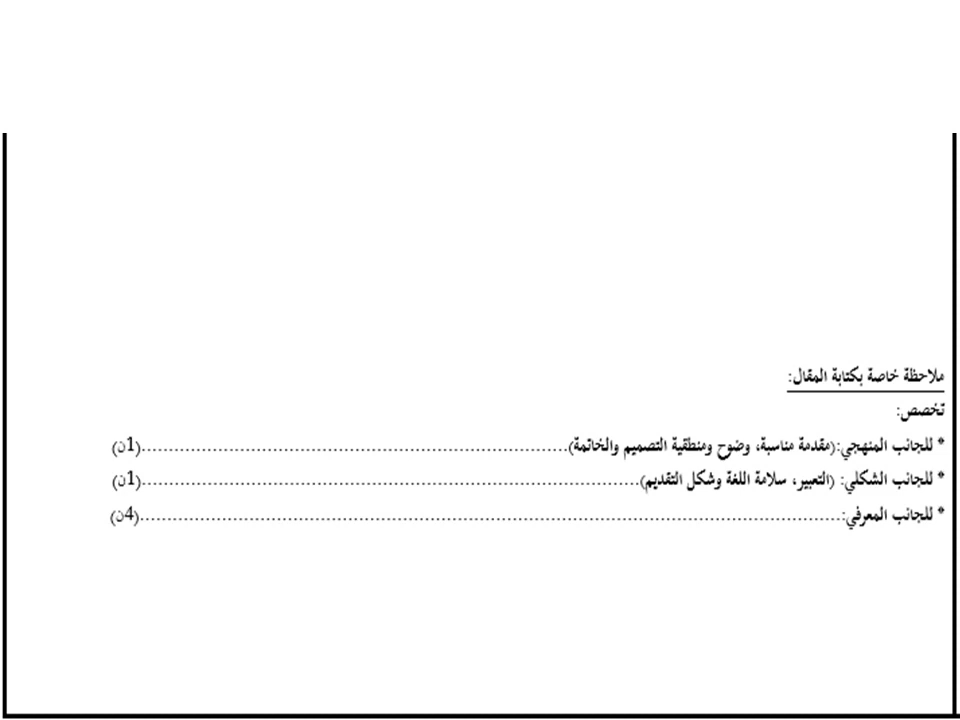 ملاحظة خاصة بكتابة المقال:
تخصص:
* للجانب المنهجي:(مقدمة مناسبة، وضوح ومنطقية التصميم والخاتمة)...........................................................................(1ن)
* للجانب الشكلي: (التعبير، سلامة اللغة وشكل التقديم)........................................................................................(1ن)
* للجانب المعرفي:............................................................................................................................(4ن)